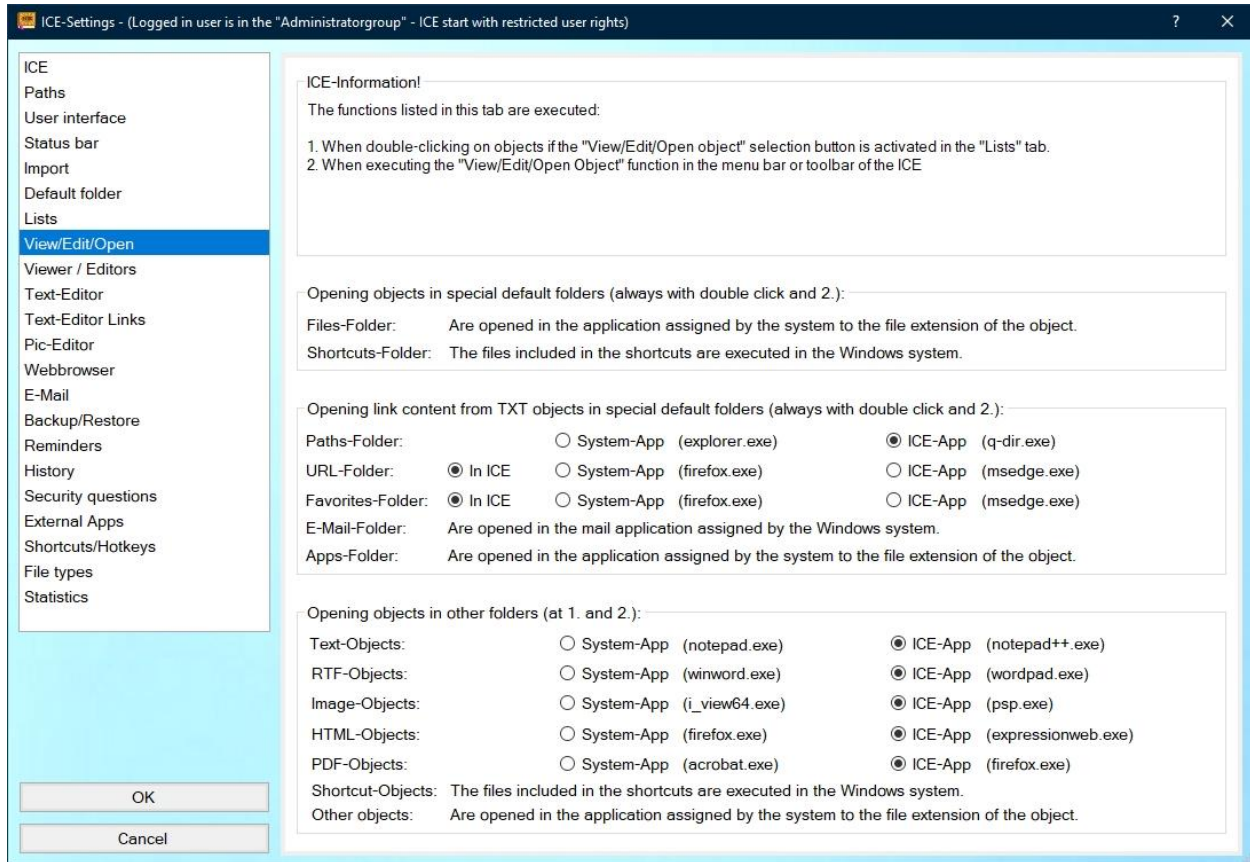 ICE-Settings - (Logged in user is in the "Administratorgroup" - ICE start with restricted user rights)
ICE
Paths
User interface
Status bar
Import
Default folder
Lists
View/Edit/Open
Viewer / Editors
Text-Editor
Text-Editor Links
Pic-Editor
Webbrowser
E-Mail
Backup/Restore
Reminders
History
Security questions
External Apps
Shortcuts/Hotkeys
File types
Statistics
OK
Cancel
ICE-Information!
The functions listed in this tab are executed:
1. When double-clicking on objects if the "View/Edit/Open object" selection button is activated in the "Lists" tab.
2. When executing the "View/Edit/Open Object" function in the menu bar or toolbar of the ICE
Opening objects in special default folders (always with double click and 2.):
Files-Folder: Are opened in the application assigned by the system to the file extension of the object.
Shortcuts-Folder: The files included in the shortcuts are executed in the Windows system.
Opening link content from TXT objects in special default folders (always with double click and 2.):
Paths-Folder: System-App (explorer.exe) ICE-App (q-dir.exe)
URL-Folder: In ICE System-App (firefox.exe) ICE-App (msedge.exe)
Favorites-Folder: In ICE System-App (firefox.exe) ICE-App (msedge.exe)
E-Mail-Folder: Are opened in the mail application assigned by the Windows system.
Apps-Folder: Are opened in the application assigned by the system to the file extension of the object.
Opening objects in other folders (at 1. and 2.):
Text-Objects: System-App (notepad.exe) ICE-App (notepad++.exe)
RTF-Objects: System-App (winword.exe) ICE-App (wordpad.exe)
Image-Objects: System-App (i_view64.exe) ICE-App (psp.exe)
HTML-Objects: System-App (firefox.exe) ICE-App (expressionweb.exe)
PDF-Objects: System-App (acrobat.exe) ICE-App (firefox.exe)
Shortcut-Objects: The files included in the shortcuts are executed in the Windows system.
Other objects: Are opened in the application assigned by the system to the file extension of the object.